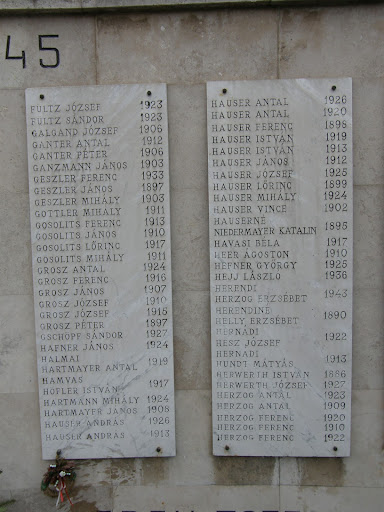 45
FÜLTZ JÓZSEF 1923
FÜLTZ SÁNDOR 1923
GALGAND JÓZSEF 1906
GANTER ANTAL 1912
GANTER PÉTER 1906
GANZMANN JÁNOS 1903
GESZLER FERENC 1933
GESZLER JÁNOS 1897
GESZLER MIHÁLY 1903
GOTTLER MIHÁLY 1911
GOSOLITS FERENC 1913
GOSOLITS JÁNOS 1910
GOSOLITS LŐRINC 1917
GOSOLITS MIHÁLY 1911
GROSZ ANTAL 1924
GROSZ FERENC 1916
GROSZ JÁNOS 1907
GROSZ JÓZSEF 1910
GROSZ JÓZSEF 1915
GROSZ PÉTER 1897
GSCHÖPF SÁNDOR 1927
HAFNER JÁNOS 1924
HALMAI
HARTMAYER ANTAL 1919
HAMVAS
HÖFLER ISTVÁN 1917
HARTMANN MIHÁLY 1924
HARTMAYER JÁNOS 1908
HAUSER ANDRÁS 1926
HAUSER ANDRÁS 1913
HAUSER ANTAL 1926
HAUSER ANTAL 1920
HAUSER FERENC 1898
HAUSER ISTVÁN 1919
HAUSER ISTVÁN 1913
HAUSER JÁNOS 1912
HAUSER JÓZSEF 1925
HAUSER LŐRINC 1899
HAUSER MIHÁLY 1924
HAUSER VINCE 1902
HAUSERNÉ
NIEDERMAYER KATALIN 1895
HAVASI BÉLA 1917
HEER ÁGOSTON 1910
HEFNER GYÖRGY 1925
HEJJ LÁSZLÓ 1936
HERENDI
HERZOG ERZSÉBET 1943
HERENDINÉ
HELLY ERZSÉBET 1890
HERNÁDI
HESZ JÓZSEF 1922
HERNÁDI
HUNDT MÁTYÁS 1913
HERWERTH ISTVÁN 1886
HERWERTH JÓZSEF 1927
HERZOG ANTAL 1923
HERZOG ANTAL 1909
HERZOG FERENC 1920
HERZOG FERENC 1910
HERZOG FERENC 1922